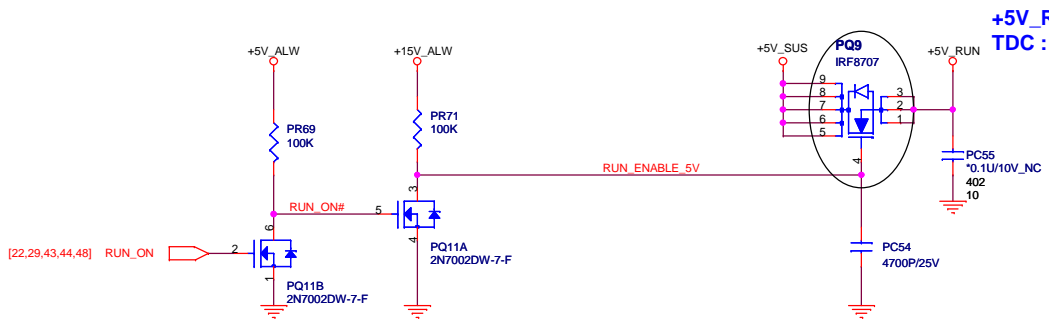 +5V_R
TDC :
+5V_ALW
+15V_ALW
+5V_SUS
PQ9
IRF8707
+5V_RUN
9
8
7
6
5
3
2
1
4
PR69
100K
PR71
100K
PC55
*0.1U/10V_NC
402
10
RUN_ENABLE_5V
RUN_ON#
6
5
3
4
PQ11A
2N7002DW-7-F
[22,29,43,44,48] RUN_ON
2
1
PQ11B
2N7002DW-7-F
PC54
4700P/25V